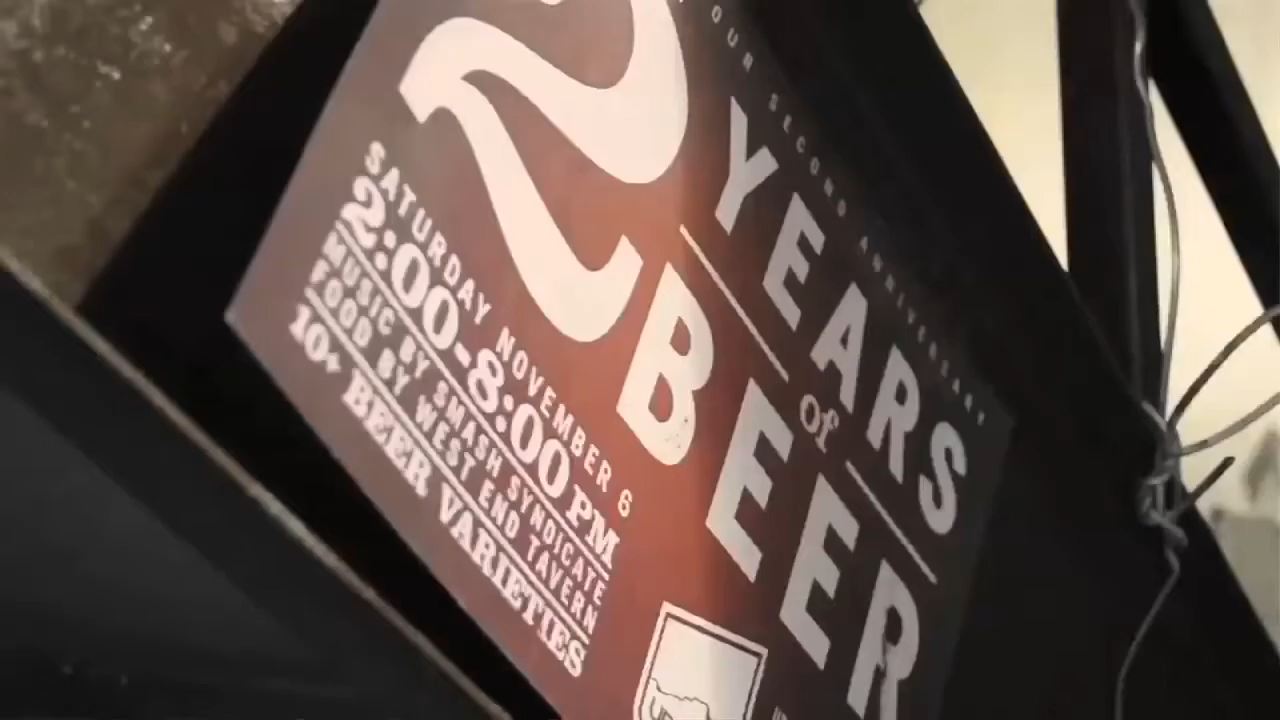 OUR SECOND ANNIVERSARY
2 YEARS
of
BEER
SATURDAY NOVEMBER 6
2:00-8:00 PM
MUSIC BY SMASH SYNDICATE
FOOD BY WEST END TAVERN
10+ BEER VARIETIES